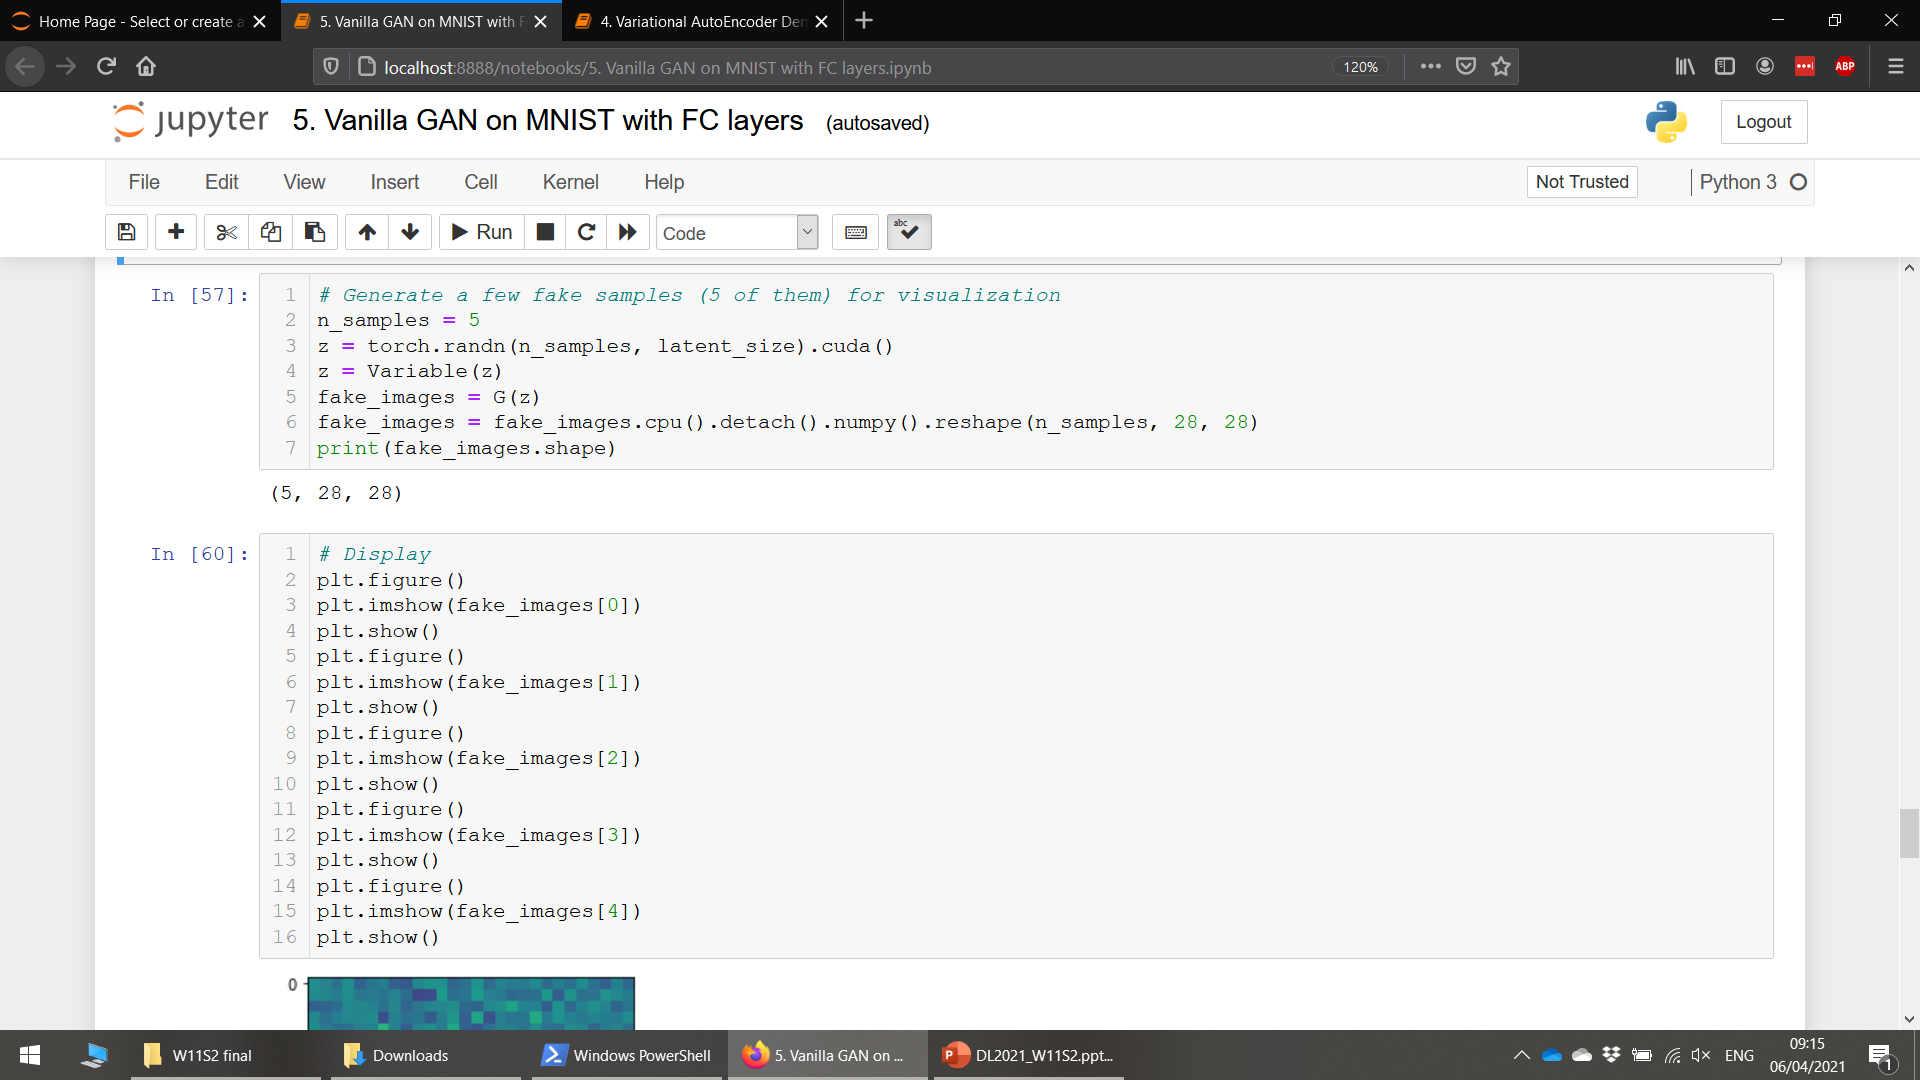 Home Page - Select or create a
5. Vanilla GAN on MNIST with F
4. Variational AutoEncoder Dem
localhost:8888/notebooks/5. Vanilla GAN on MNIST with FC layers.ipynb
120%
ABP
jupyter 5. Vanilla GAN on MNIST with FC layers (autosaved)
Logout
File Edit View Insert Cell Kernel Help
Not Trusted
Python 3
Run
Code
abc
In [57]:
1 # Generate a few fake samples (5 of them) for visualization
2 n_samples = 5
3 z = torch.randn(n_samples, latent_size).cuda()
4 z = Variable(z)
5 fake_images = G(z)
6 fake_images = fake_images.cpu().detach().numpy().reshape(n_samples, 28, 28)
7 print(fake_images.shape)
(5, 28, 28)
In [60]:
1 # Display
2 plt.figure()
3 plt.imshow(fake_images[0])
4 plt.show()
5 plt.figure()
6 plt.imshow(fake_images[1])
7 plt.show()
8 plt.figure()
9 plt.imshow(fake_images[2])
10 plt.show()
11 plt.figure()
12 plt.imshow(fake_images[3])
13 plt.show()
14 plt.figure()
15 plt.imshow(fake_images[4])
16 plt.show()
0
W11S2 final
Downloads
Windows PowerShell
5. Vanilla GAN on ...
DL2021_W11S2.ppt...
ENG
09:15
06/04/2021
1